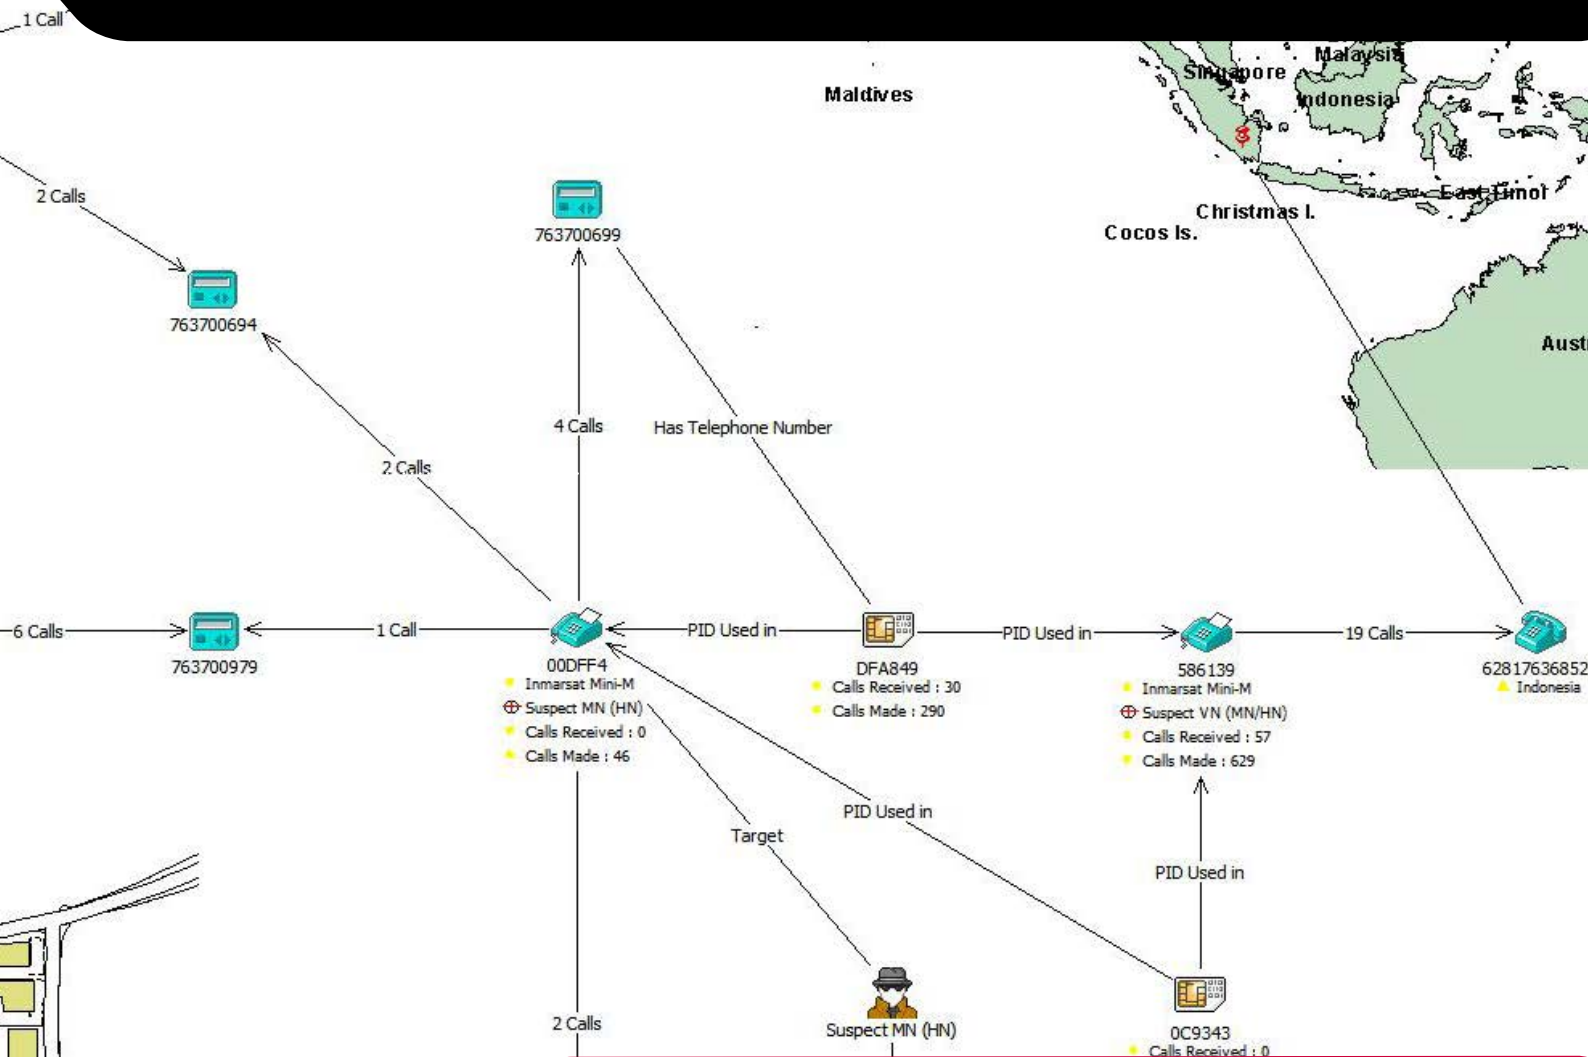 1 Call
Malaysia
Singapore
Maldives
Indonesia
2 Calls
East Timor
Christmas I.
763700699
Cocos Is.
763700694
Aust
4 Calls
Has Telephone Number
2 Calls
6 Calls
1 Call
PID Used in
PID Used in
19 Calls
763700979
00DFF4
DFA849
586139
62817636852
Inmarsat Mini-M
Calls Received : 30
Inmarsat Mini-M
Indonesia
Suspect MN (HN)
Calls Made : 290
Suspect VN (MN/HN)
Calls Received : 0
Calls Received : 57
Calls Made : 46
Calls Made : 629
PID Used in
Target
PID Used in
2 Calls
Suspect MN (HN)
0C9343
Calls Received : 0